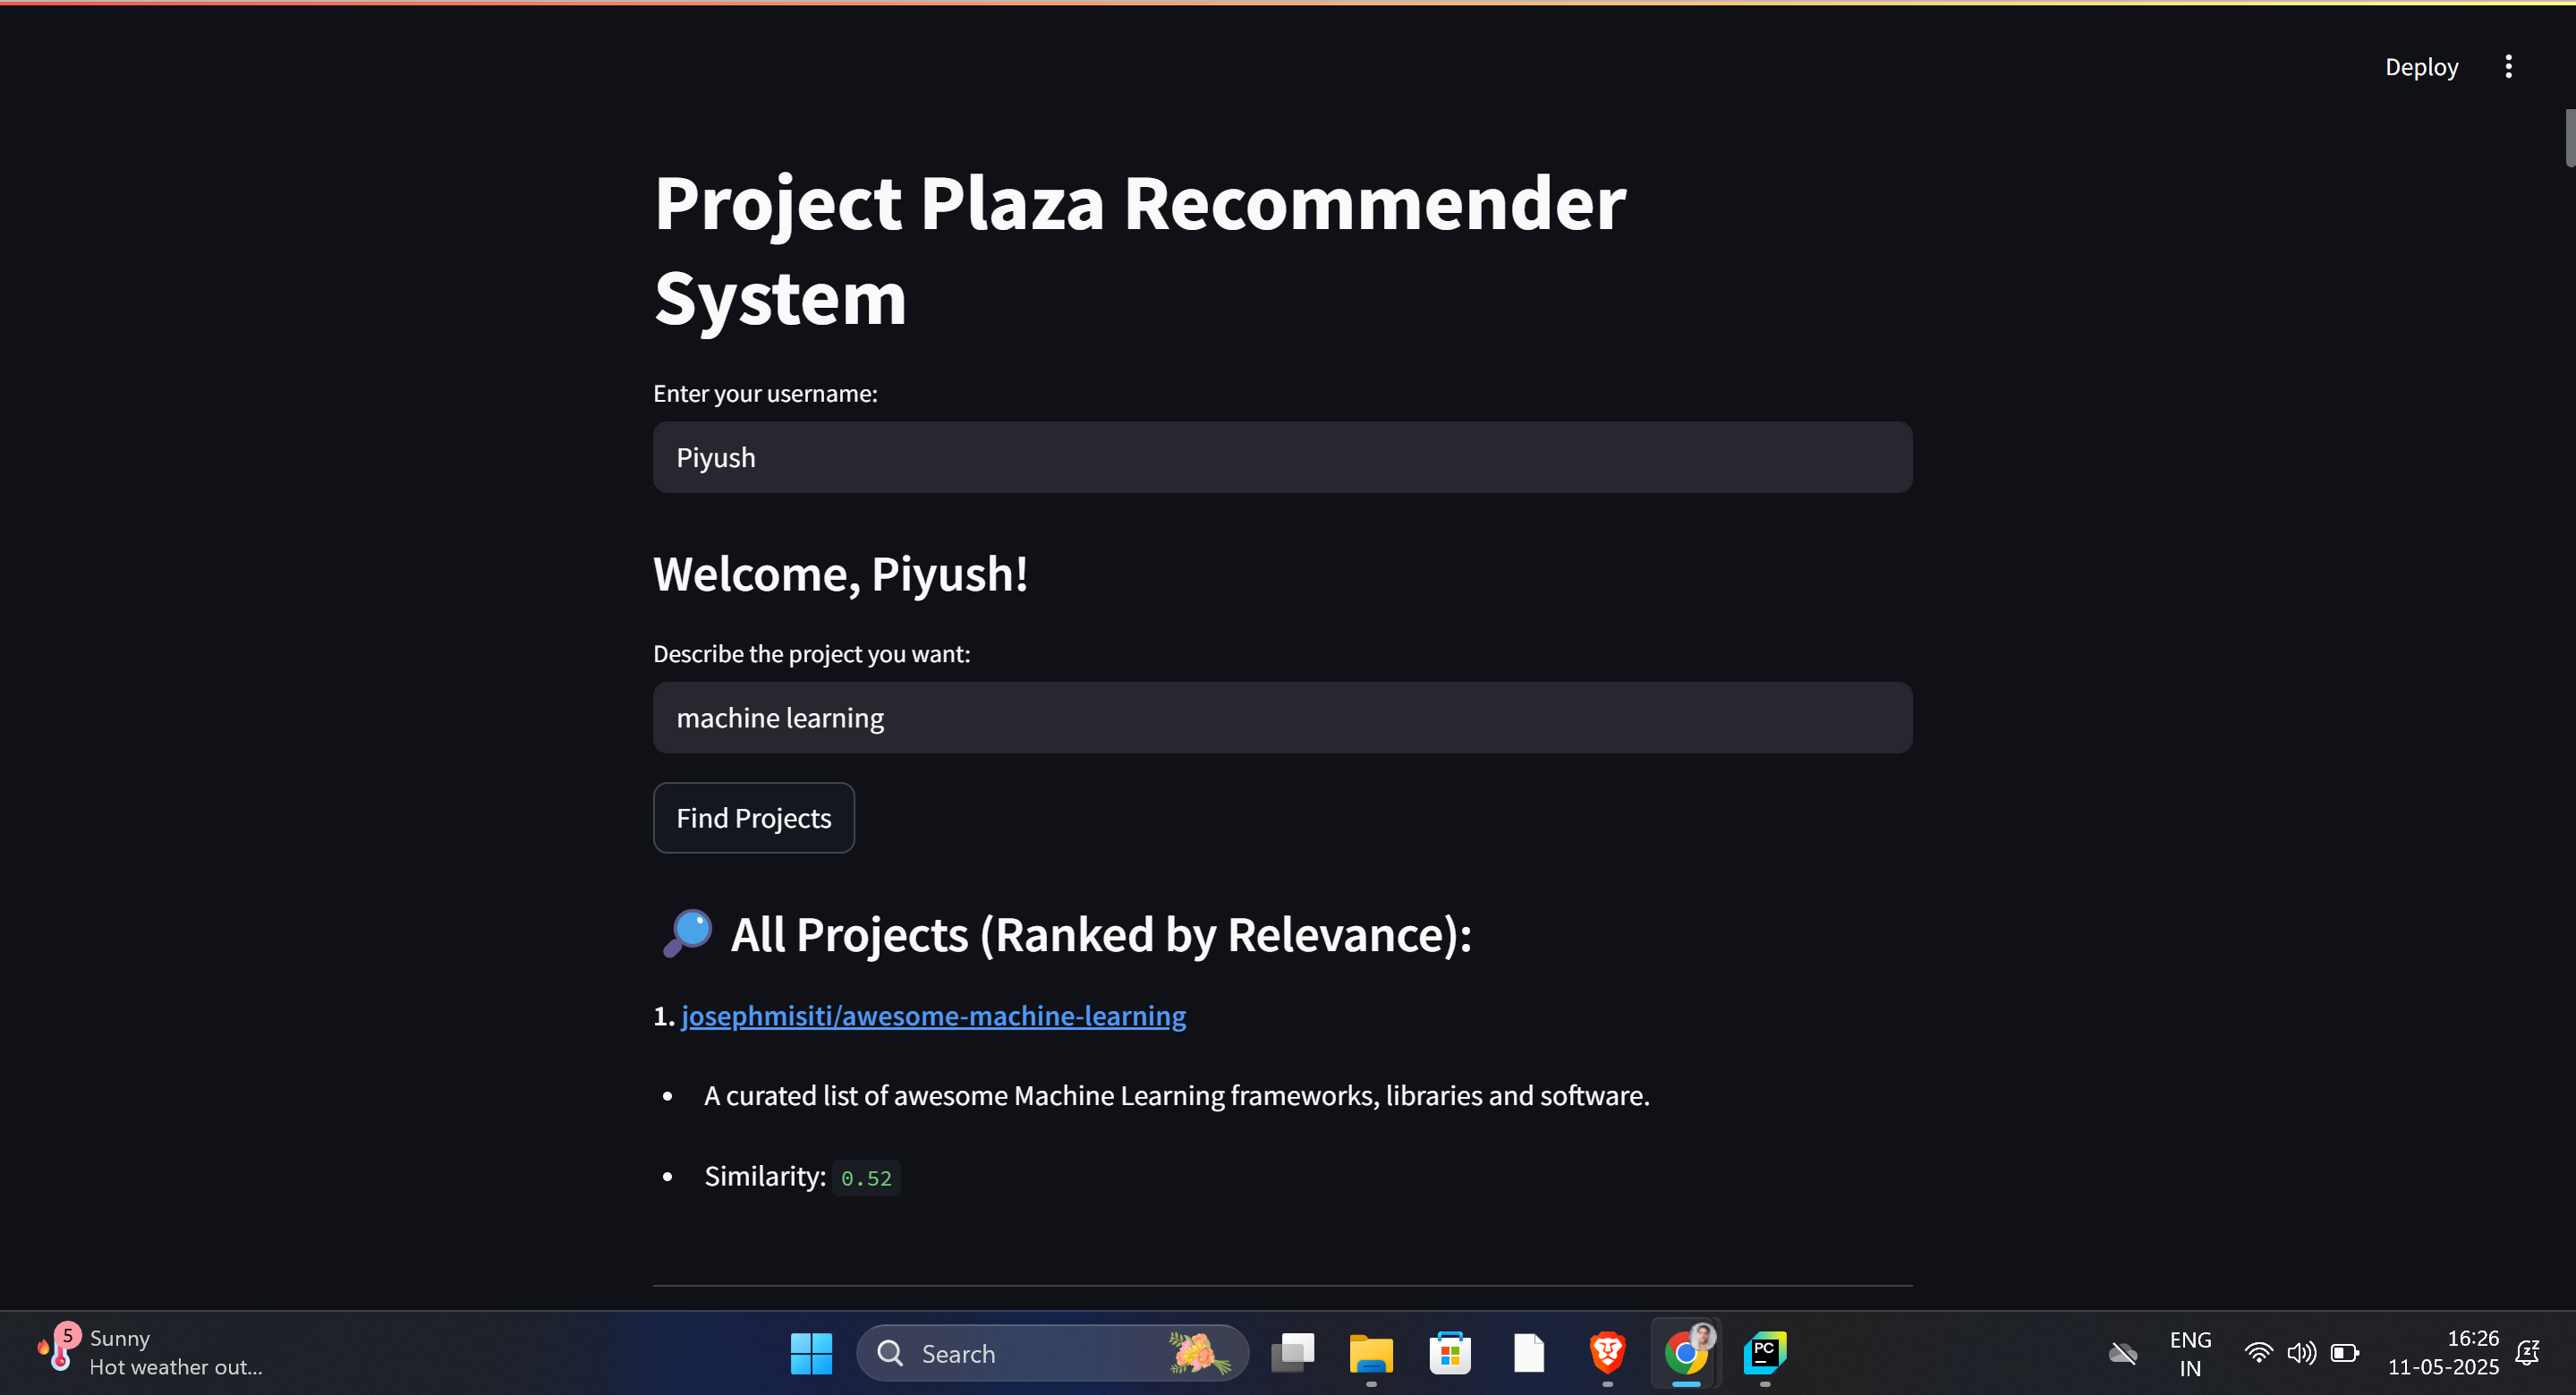 Deploy
Project Plaza Recommender
System
Enter your username:
Piyush
Welcome, Piyush!
Describe the project you want:
machine learning
Find Projects
All Projects (Ranked by Relevance):
1. josephmisiti/awesome-machine-learning
• A curated list of awesome Machine Learning frameworks, libraries and software.
• Similarity: 0.52
5
Sunny
Hot weather out...
Search
PC
ENG
IN
16:26
11-05-2025